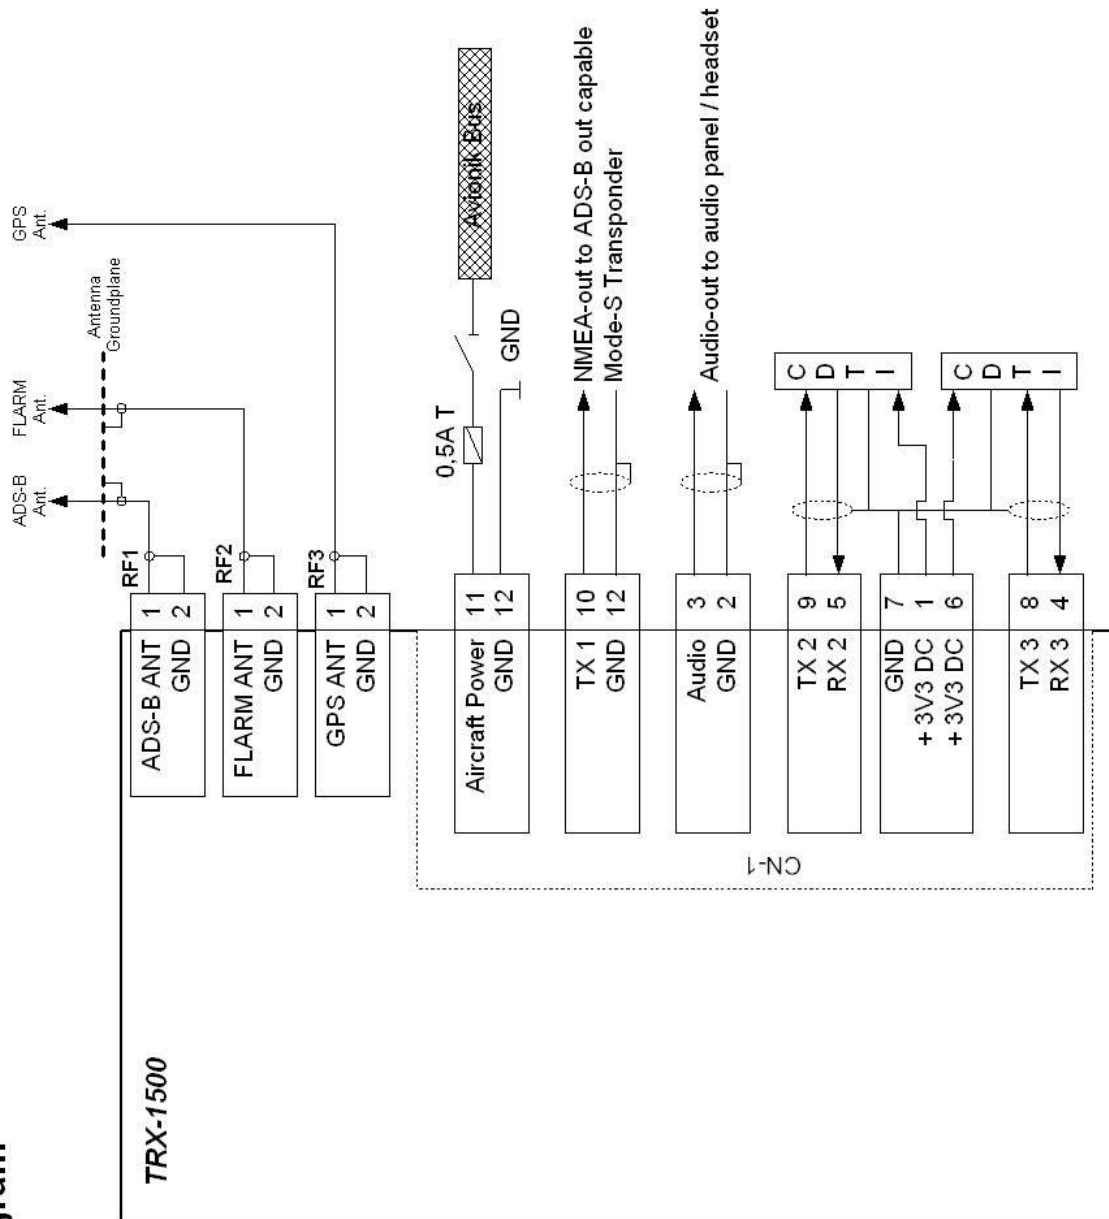 gram
TRX-1500
GPS
Ant.
FLARM
Ant.
ADS-B
Ant.
Antenna
Groundplane
RF1
ADS-B ANT 1
GND 2
RF2
FLARM ANT 1
GND 2
RF3
GPS ANT 1
GND 2
CN-1
Aircraft Power 11
GND 12
0,5A T
GND
Avionik Bus
TX 1 10
GND 12
NMEA-out to ADS-B out capable
Mode-S Transponder
Audio 3
GND 2
Audio-out to audio panel / headset
TX 2 9
RX 2 5
GND 7
+ 3V3 DC 1
+ 3V3 DC 6
TX 3 8
RX 3 4
C
D
T
I
C
D
T
I